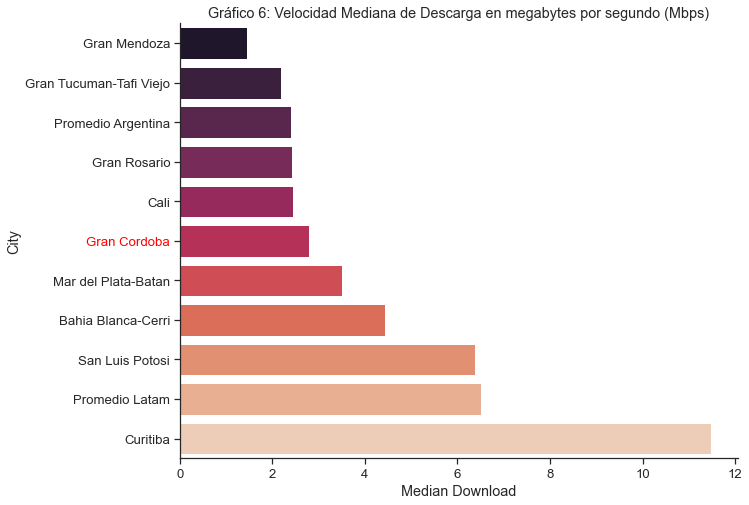 Gráfico 6: Velocidad Mediana de Descarga en megabytes por segundo (Mbps)
Gran Mendoza
Gran Tucuman-Tafi Viejo
Promedio Argentina
Gran Rosario
Cali
Gran Cordoba
Mar del Plata-Batan
Bahia Blanca-Cerri
San Luis Potosi
Promedio Latam
Curitiba
City
0 2 4 6 8 10 12
Median Download